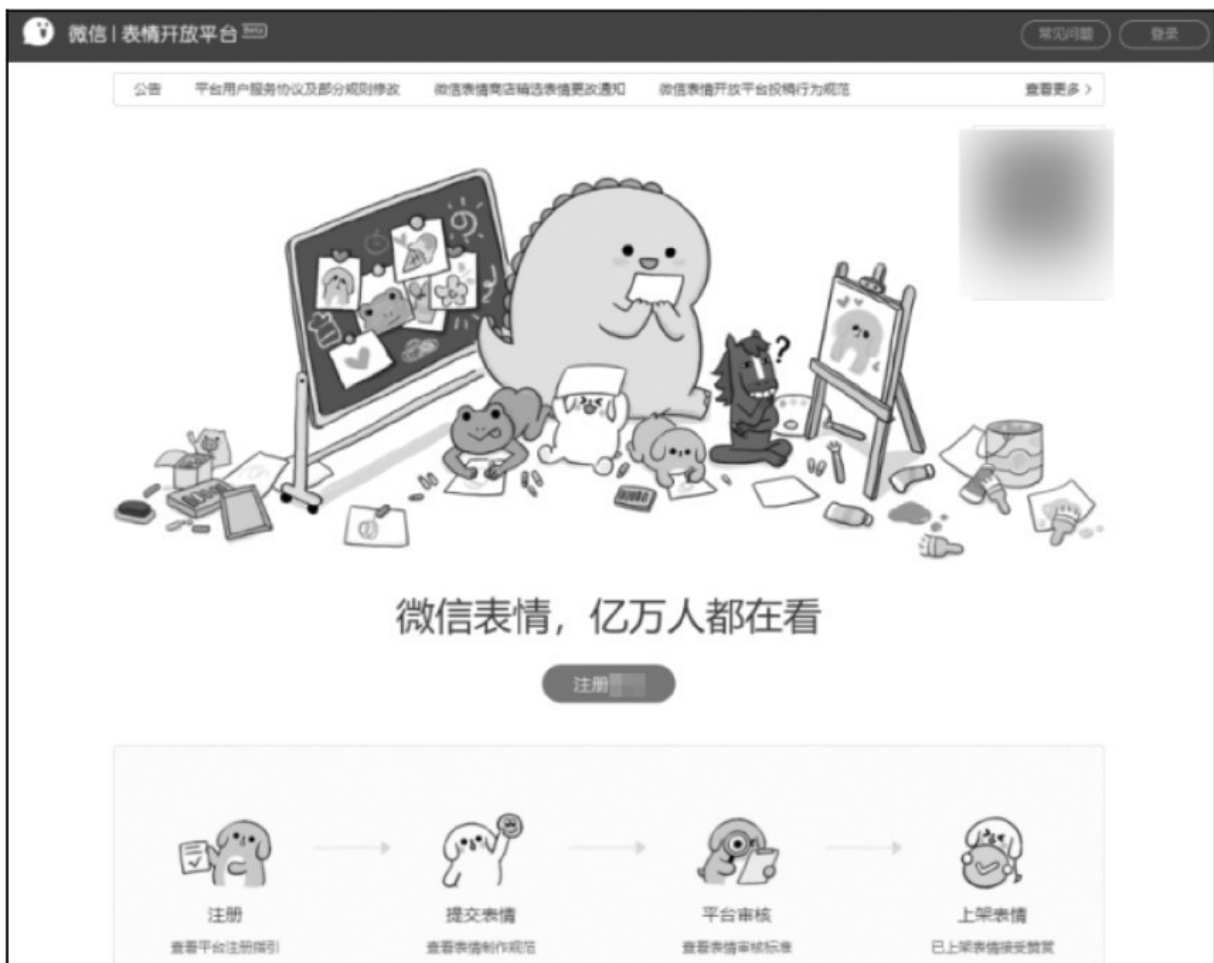 微信 | 表情开放平台 Beta
常见问题
登录
公告 平台用户服务协议及部分规则修改 微信表情商店精选表情更改通知 微信表情开放平台投稿行为规范 查看更多 >
?
微信表情，亿万人都在看
注册
注册 提交表情 平台审核 上架表情
查看平台注册指引 查看表情制作规范 查看表情审核标准 已上架表情接受赞赏